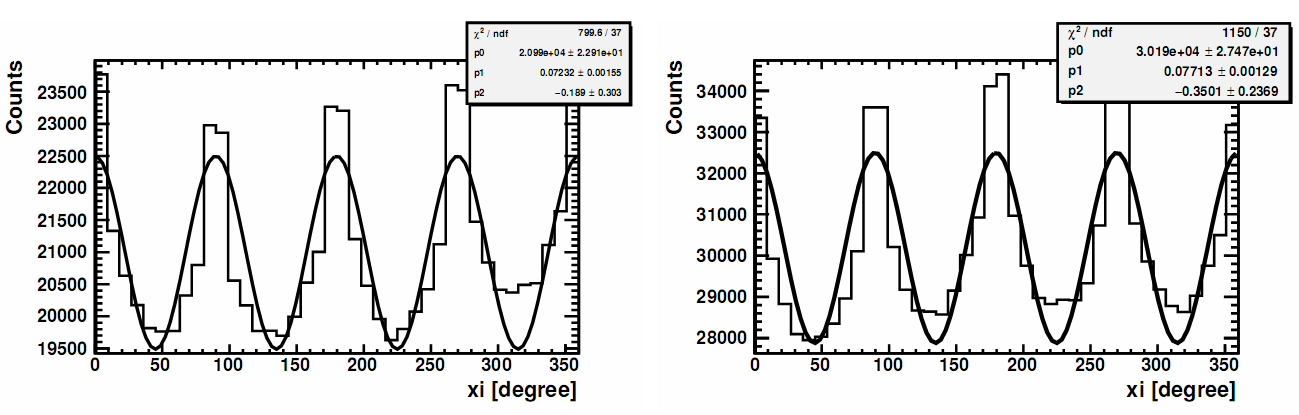 χ² / ndf 799.6 / 37
p0 2.099e+04 ± 2.291e+01
p1 0.07232 ± 0.00155
p2 −0.189 ± 0.303
Counts
23500
23000
22500
22000
21500
21000
20500
20000
19500
0 50 100 150 200 250 300 350
xi [degree]
χ² / ndf 1150 / 37
p0 3.019e+04 ± 2.747e+01
p1 0.07713 ± 0.00129
p2 −0.3501 ± 0.2369
Counts
34000
33000
32000
31000
30000
29000
28000
0 50 100 150 200 250 300 350
xi [degree]